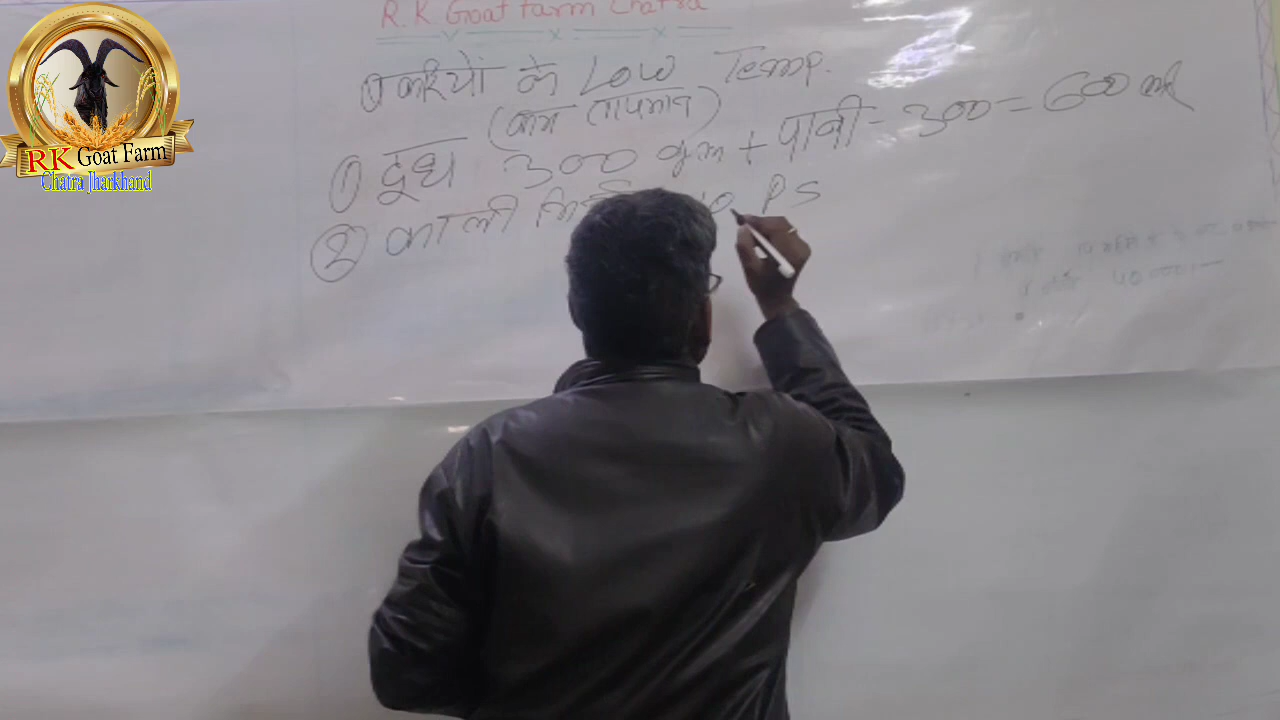 R.K. Goat Farm Chatra
बकरियों के Low Temp.
(कम तापमान)
① दूध 300 gm + पानी - 300 = 600 ml
② काली PS
RK Goat Farm
Chatra Jharkhand